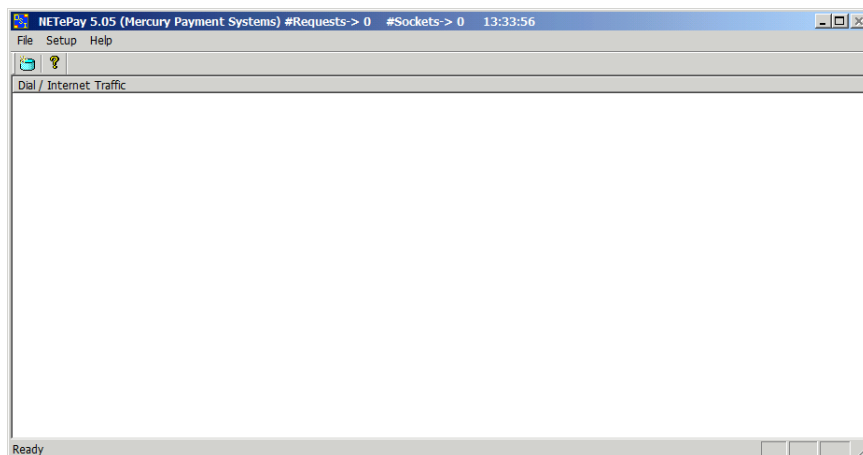 NETePay 5.05 (Mercury Payment Systems) #Requests-> 0 #Sockets-> 0 13:33:56
File Setup Help
Dial / Internet Traffic
Ready